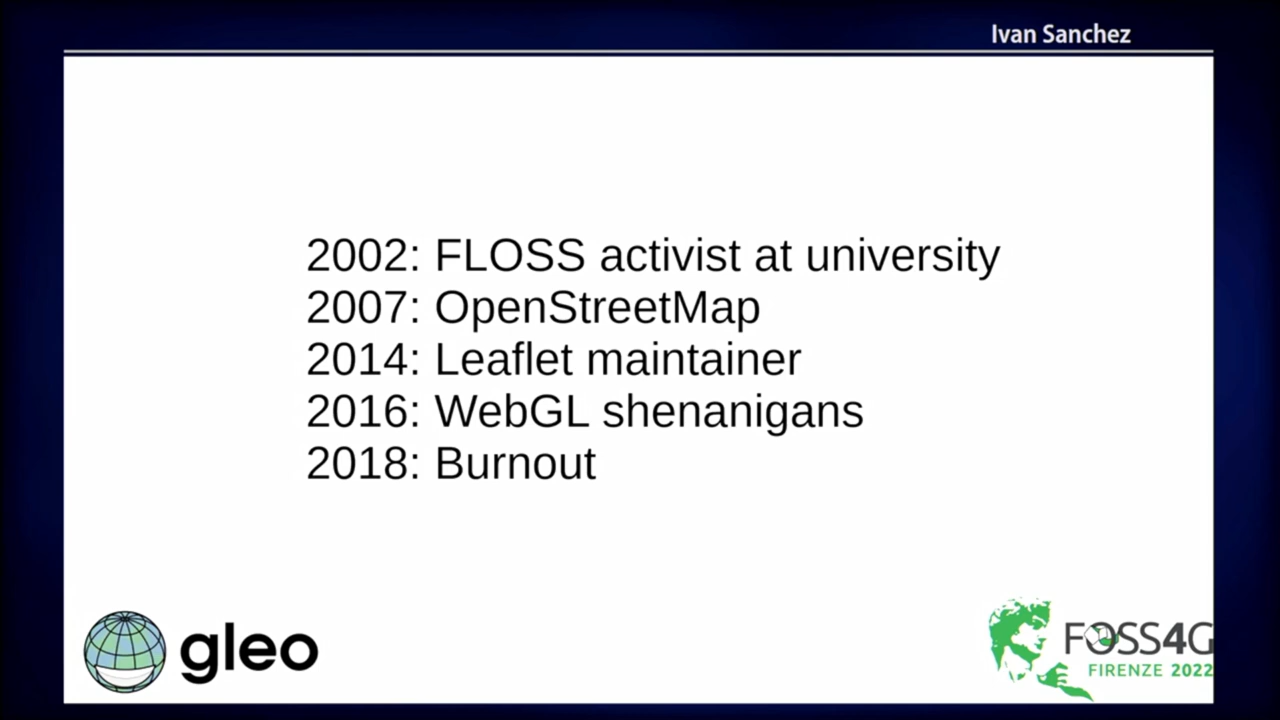 Ivan Sanchez
2002: FLOSS activist at university
2007: OpenStreetMap
2014: Leaflet maintainer
2016: WebGL shenanigans
2018: Burnout
gleo
FOSS4G
FIRENZE 2022